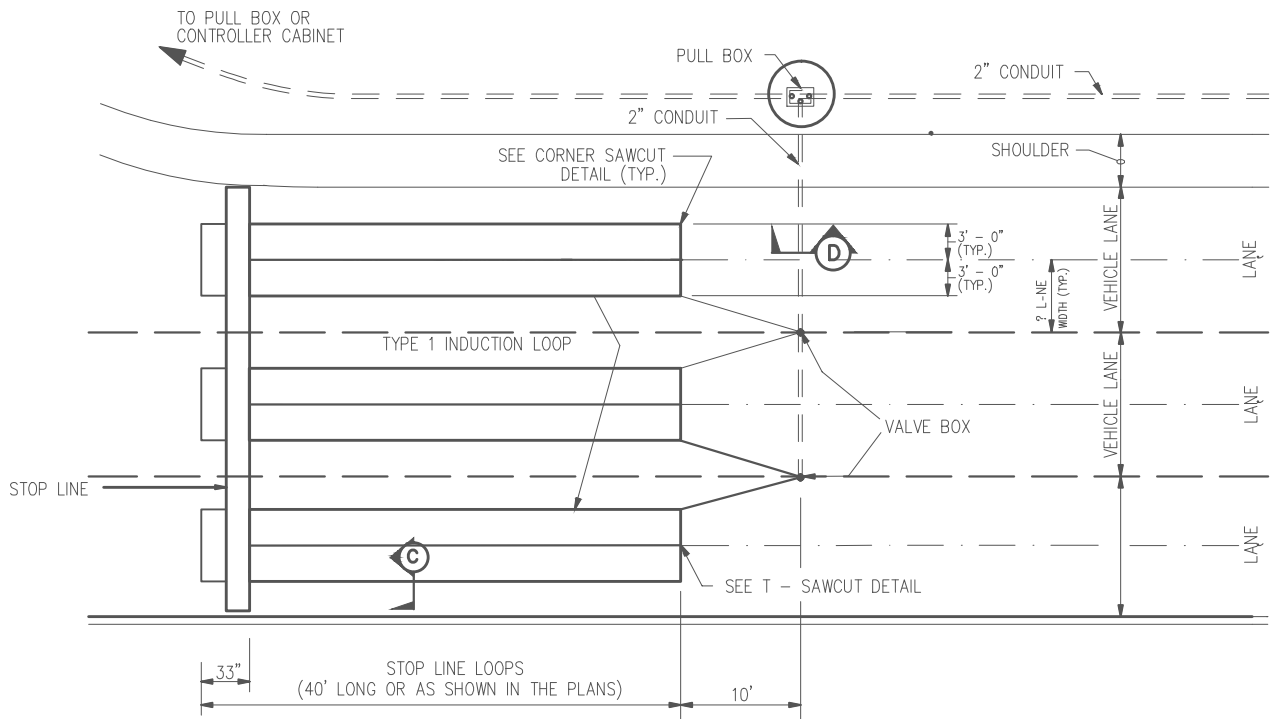 TO PULL BOX OR
CONTROLLER CABINET
PULL BOX
2” CONDUIT
2” CONDUIT
SEE CORNER SAWCUT
DETAIL (TYP.)
SHOULDER
D
3' - 0”
(TYP.)
3' - 0”
(TYP.)
? L-NE
WIDTH (TYP.)
VEHICLE LANE
LANE
TYPE 1 INDUCTION LOOP
VEHICLE LANE
LANE
VALVE BOX
STOP LINE
C
LANE
SEE T - SAWCUT DETAIL
33”
STOP LINE LOOPS
(40' LONG OR AS SHOWN IN THE PLANS)
10'